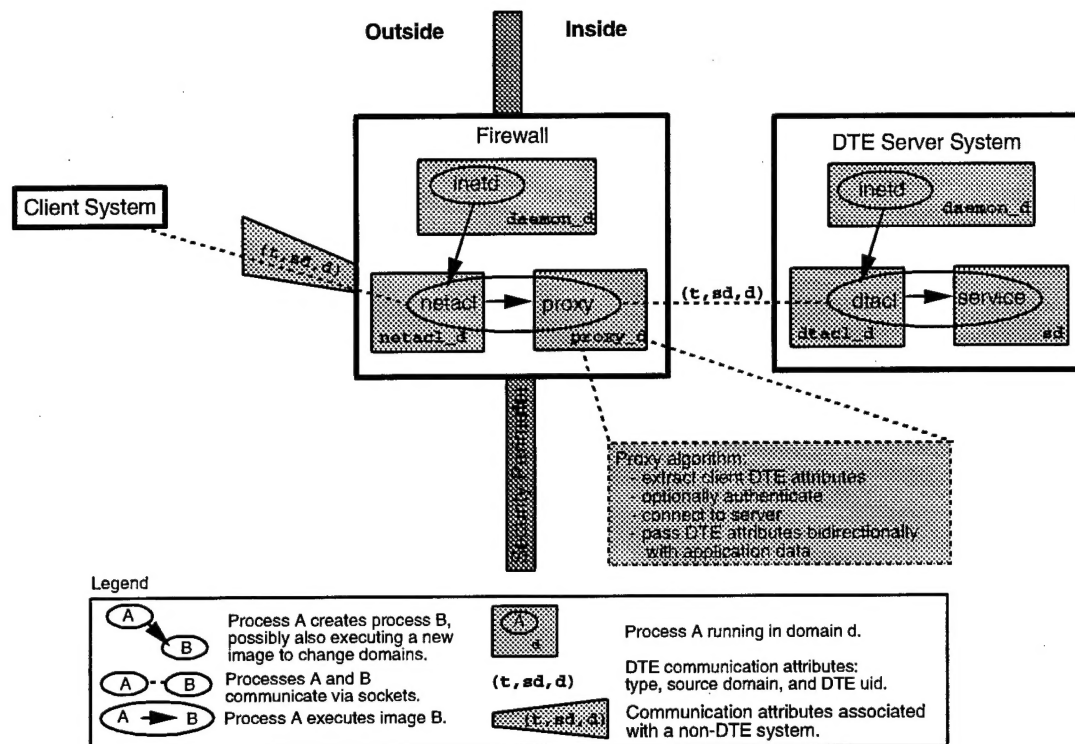 Outside
Inside
Firewall
DTE Server System
inetd
daemon_d
inetd
daemon_d
Client System
(t,sd,d)
netacl
proxy
netacl_d
proxy_d
(t,sd,d)
dtacl
service
dtacl_d
sd
Security Perimeter
Proxy algorithm:
- extract client DTE attributes
- optionally authenticate
- connect to server
- pass DTE attributes bidirectionally
with application data
Legend
A
B
Process A creates process B,
possibly also executing a new
image to change domains.
A
B
Processes A and B
communicate via sockets.
A
B
Process A executes image B.
A
d
Process A running in domain d.
(t,sd,d)
DTE communication attributes:
type, source domain, and DTE uid.
(t,sd,d)
Communication attributes associated
with a non-DTE system.